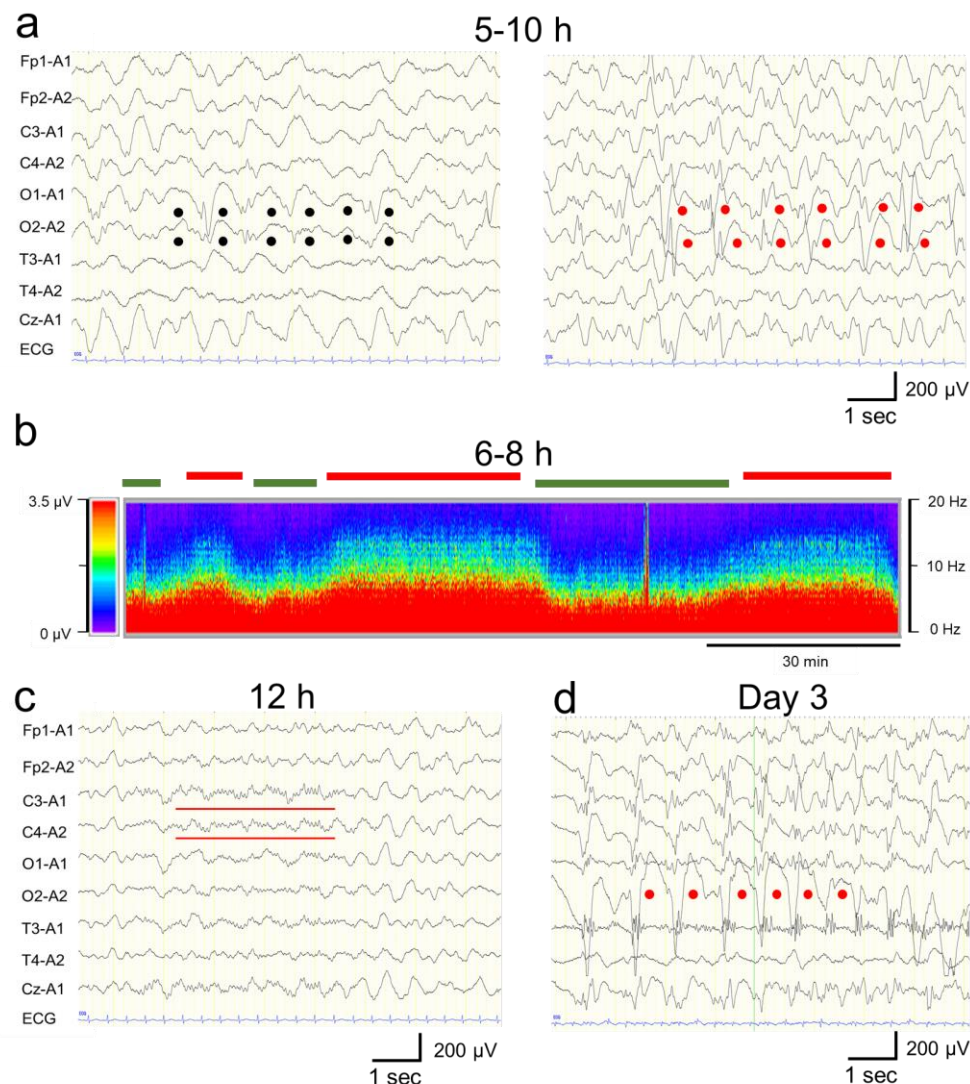 a
5-10 h
Fp1-A1
Fp2-A2
C3-A1
C4-A2
O1-A1
O2-A2
T3-A1
T4-A2
Cz-A1
ECG
200 µV
1 sec
b
6-8 h
3.5 µV
0 µV
20 Hz
10 Hz
0 Hz
30 min
c
12 h
Fp1-A1
Fp2-A2
C3-A1
C4-A2
O1-A1
O2-A2
T3-A1
T4-A2
Cz-A1
ECG
200 µV
1 sec
d
Day 3
200 µV
1 sec